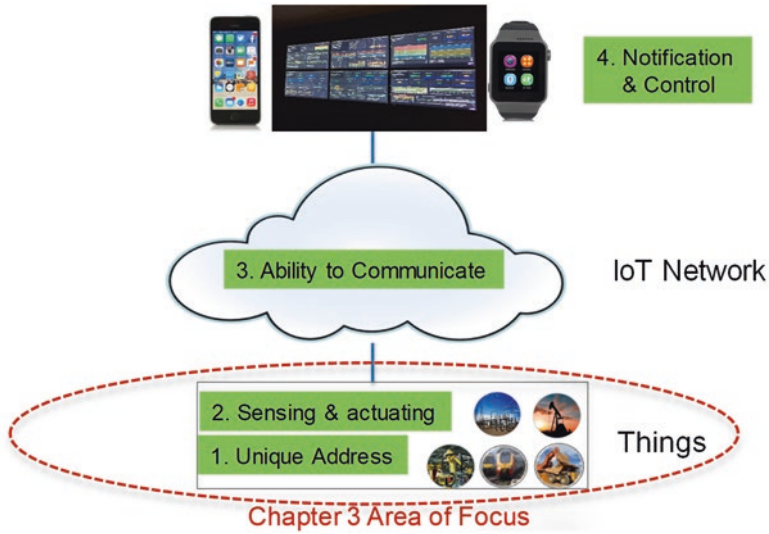 4. Notification
& Control
3. Ability to Communicate
IoT Network
2. Sensing & actuating
1. Unique Address
Things
Chapter 3 Area of Focus